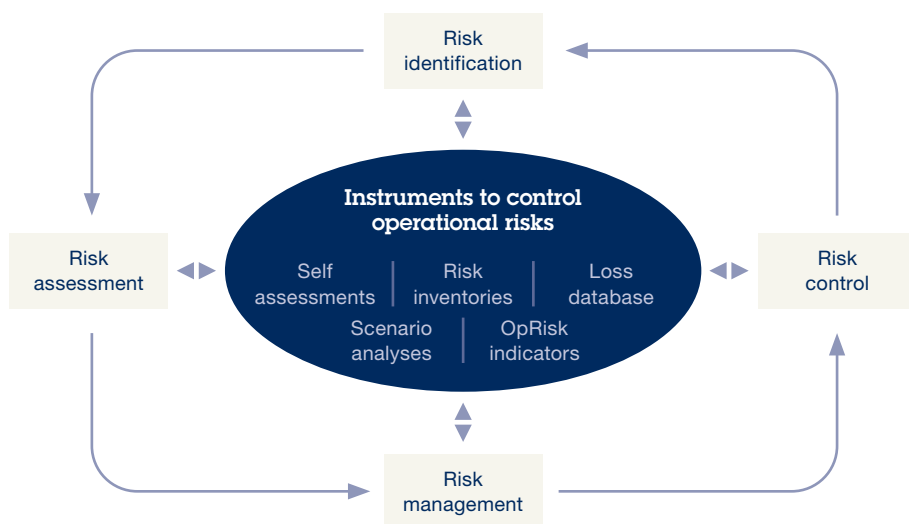 Risk
identification
Instruments to control
operational risks
Risk
assessment
Self
assessments
Risk
inventories
Loss
database
Scenario
analyses
OpRisk
indicators
Risk
control
Risk
management